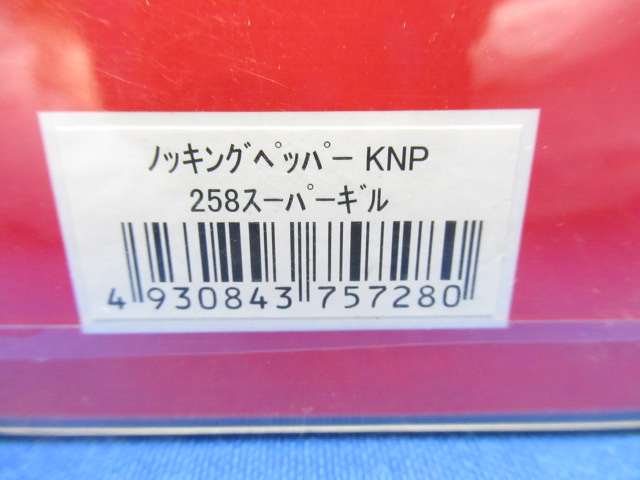 ﾉｯｷﾝｸﾞﾍﾟｯﾊﾟｰ KNP
258ｽｰﾊﾟｰｷﾞﾙ
4 930843 757280